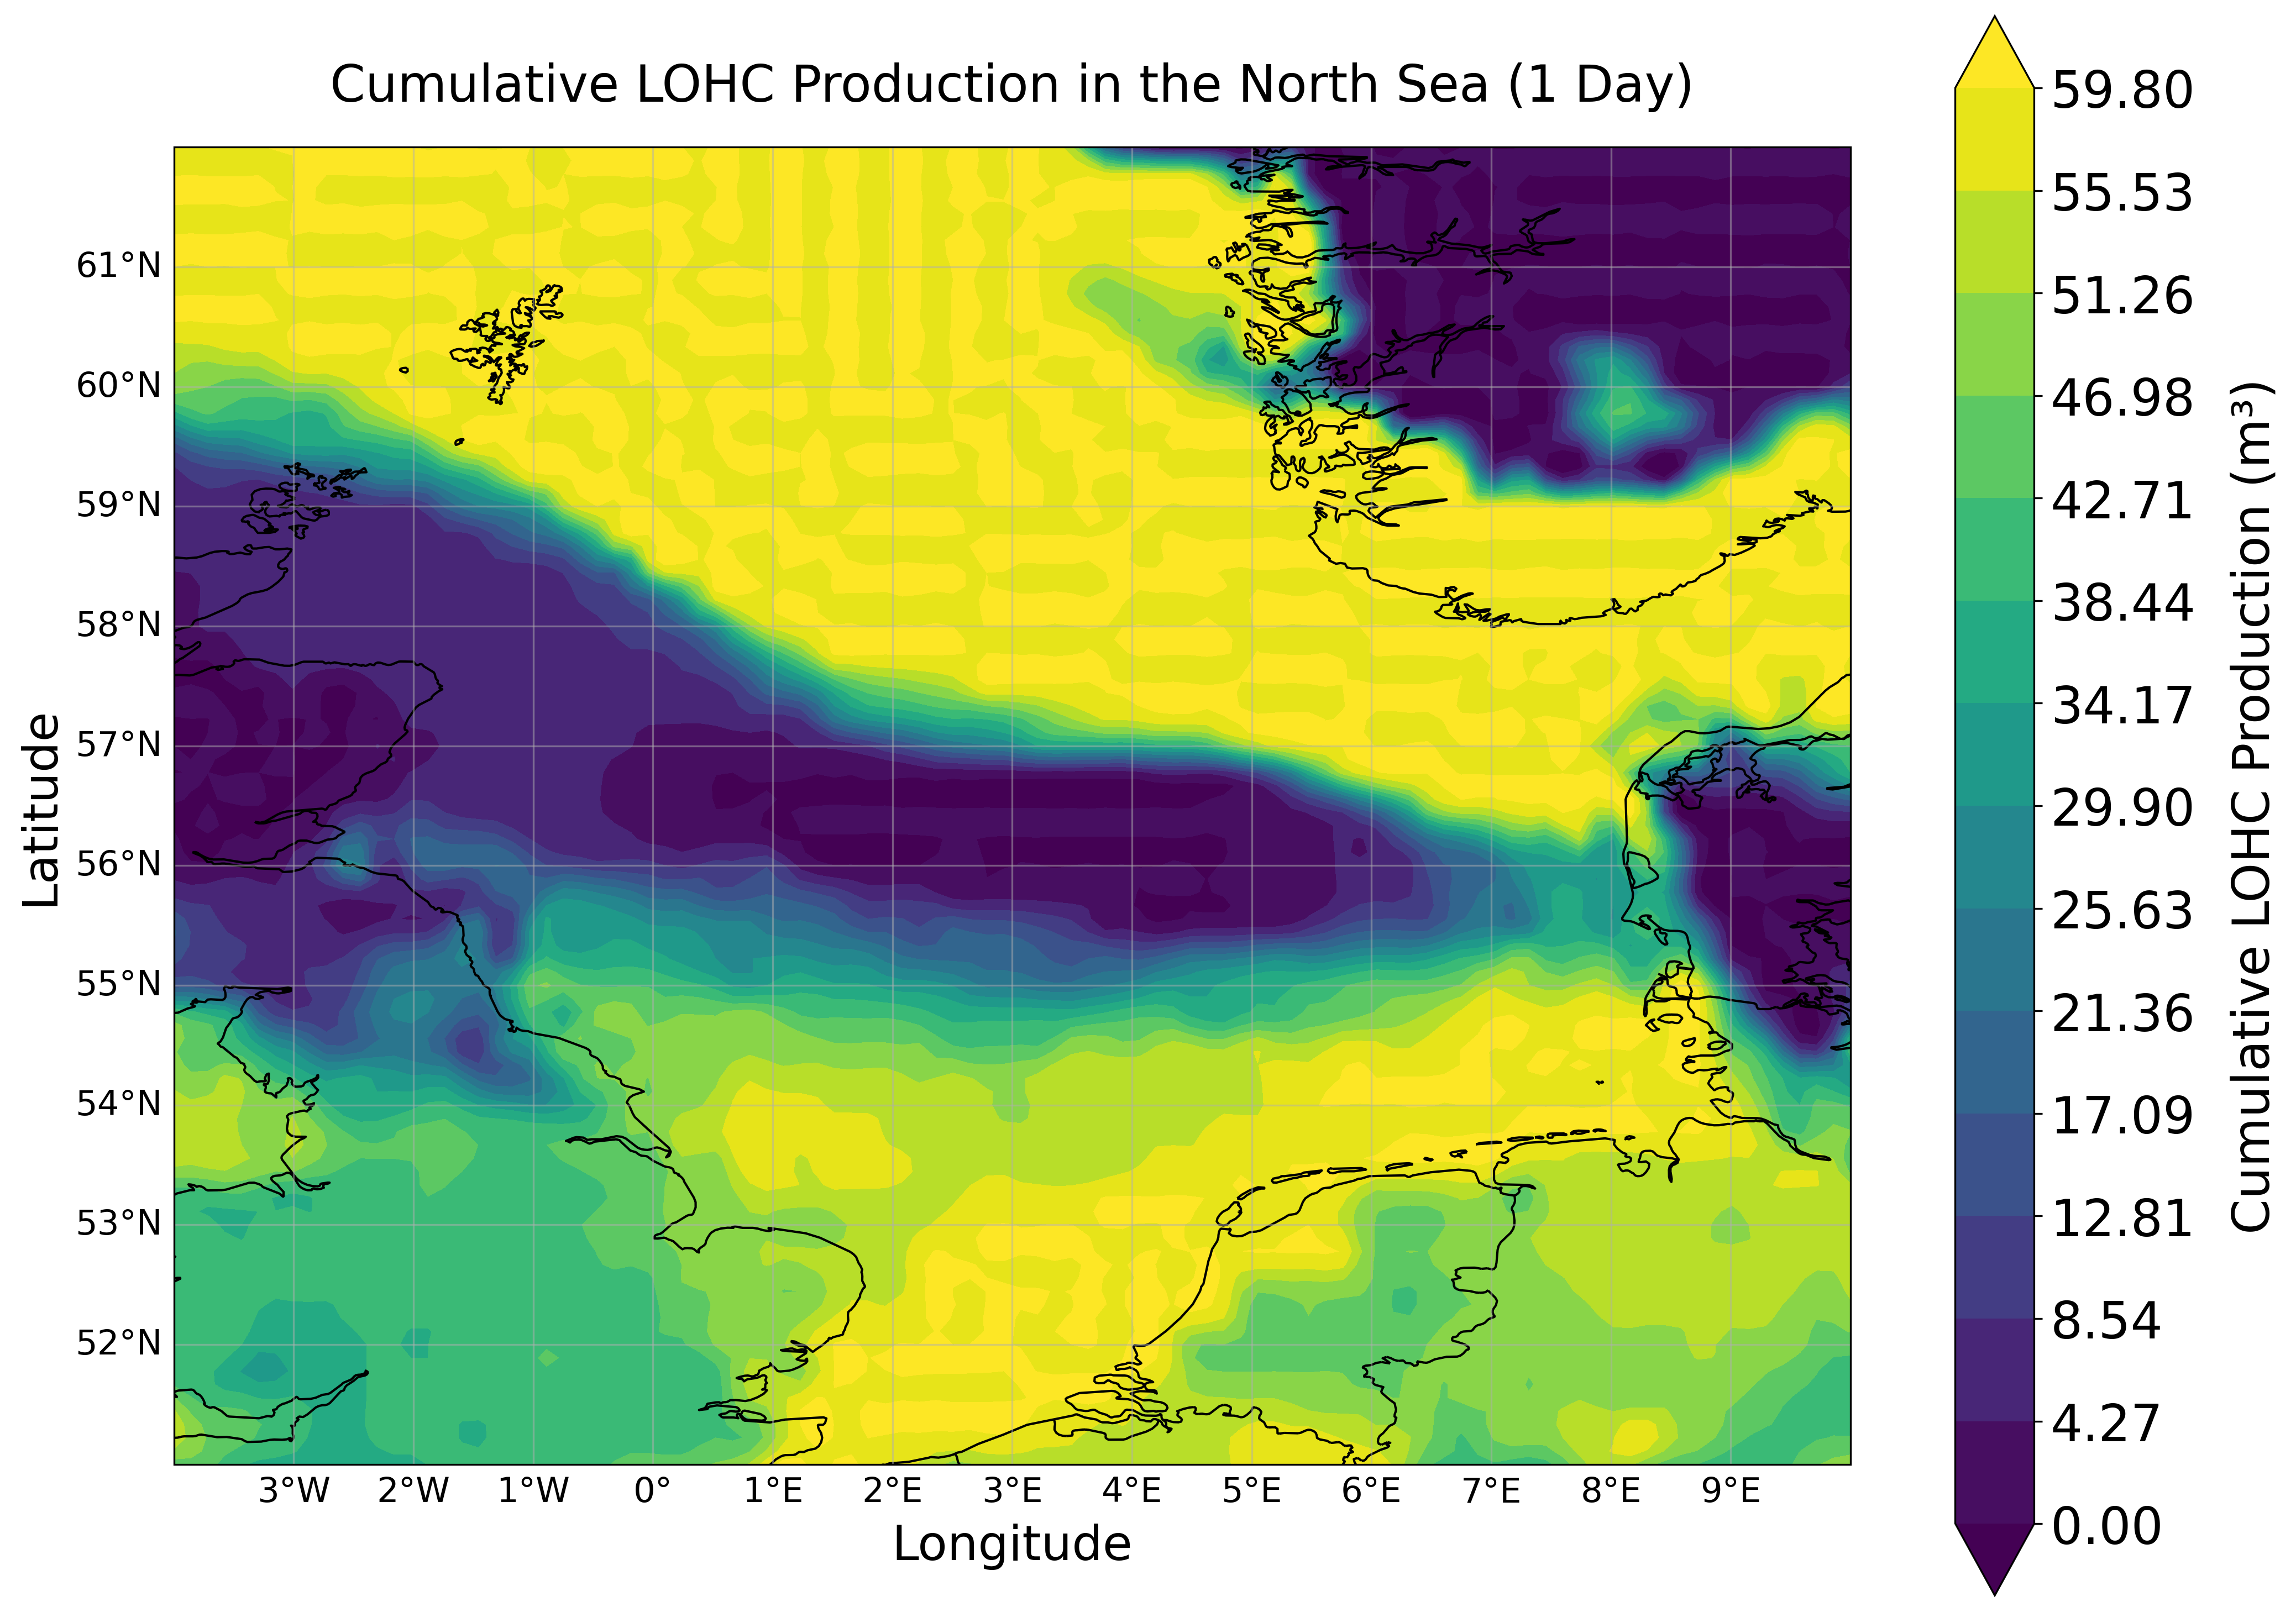 Cumulative LOHC Production in the North Sea (1 Day)
61°N
60°N
59°N
58°N
57°N
56°N
55°N
54°N
53°N
52°N
Latitude
3°W 2°W 1°W 0° 1°E 2°E 3°E 4°E 5°E 6°E 7°E 8°E 9°E
Longitude
59.80
55.53
51.26
46.98
42.71
38.44
34.17
29.90
25.63
21.36
17.09
12.81
8.54
4.27
0.00
Cumulative LOHC Production (m³)